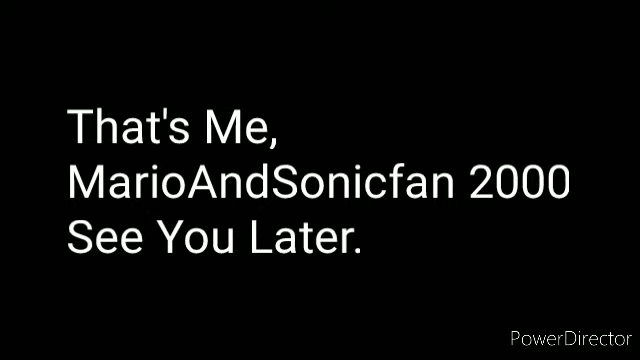 That's Me,
MarioAndSonicfan 2000
See You Later.
PowerDirector